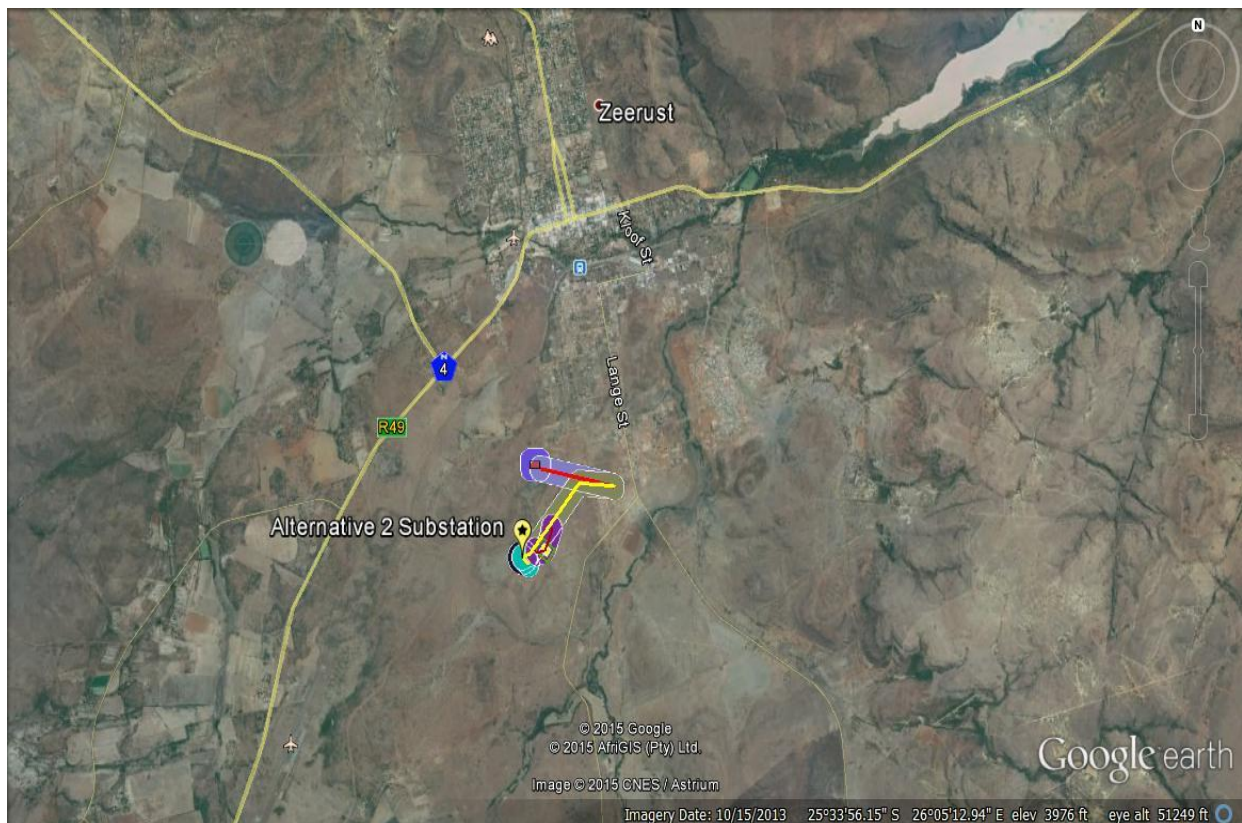 N
Zeerust
Kloof St
N
4
Lange St
R49
Alternative 2 Substation
© 2015 Google
© 2015 AfriGIS (Pty) Ltd.
Image © 2015 CNES / Astrium
Google earth
Imagery Date: 10/15/2013 25°33'56.15" S 26°05'12.94" E elev 3976 ft eye alt 51249 ft